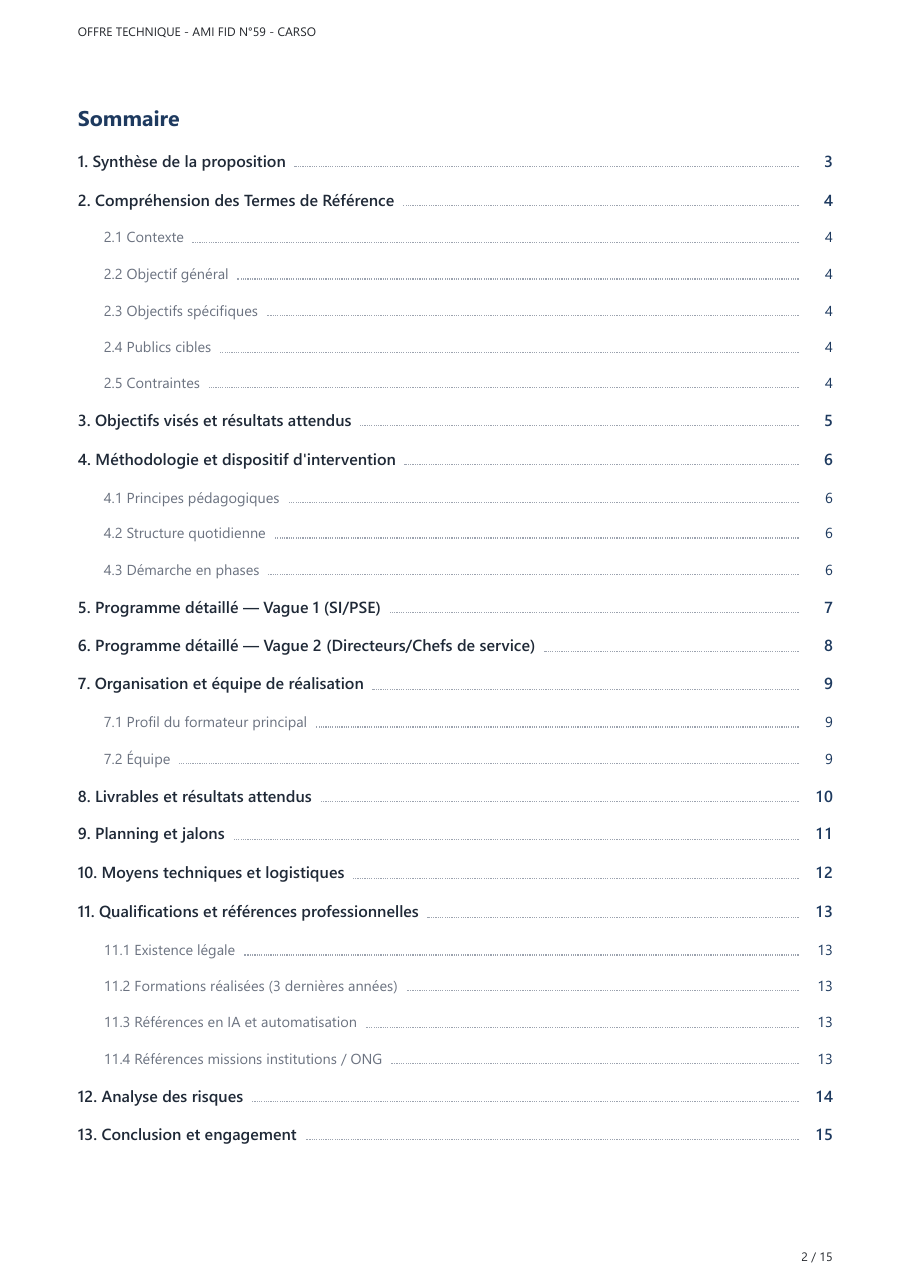 OFFRE TECHNIQUE - AMI FID N°59 - CARSO
Sommaire
1. Synthèse de la proposition 3
2. Compréhension des Termes de Référence 4
2.1 Contexte 4
2.2 Objectif général 4
2.3 Objectifs spécifiques 4
2.4 Publics cibles 4
2.5 Contraintes 4
3. Objectifs visés et résultats attendus 5
4. Méthodologie et dispositif d'intervention 6
4.1 Principes pédagogiques 6
4.2 Structure quotidienne 6
4.3 Démarche en phases 6
5. Programme détaillé — Vague 1 (SI/PSE) 7
6. Programme détaillé — Vague 2 (Directeurs/Chefs de service) 8
7. Organisation et équipe de réalisation 9
7.1 Profil du formateur principal 9
7.2 Équipe 9
8. Livrables et résultats attendus 10
9. Planning et jalons 11
10. Moyens techniques et logistiques 12
11. Qualifications et références professionnelles 13
11.1 Existence légale 13
11.2 Formations réalisées (3 dernières années) 13
11.3 Références en IA et automatisation 13
11.4 Références missions institutions / ONG 13
12. Analyse des risques 14
13. Conclusion et engagement 15
2 / 15